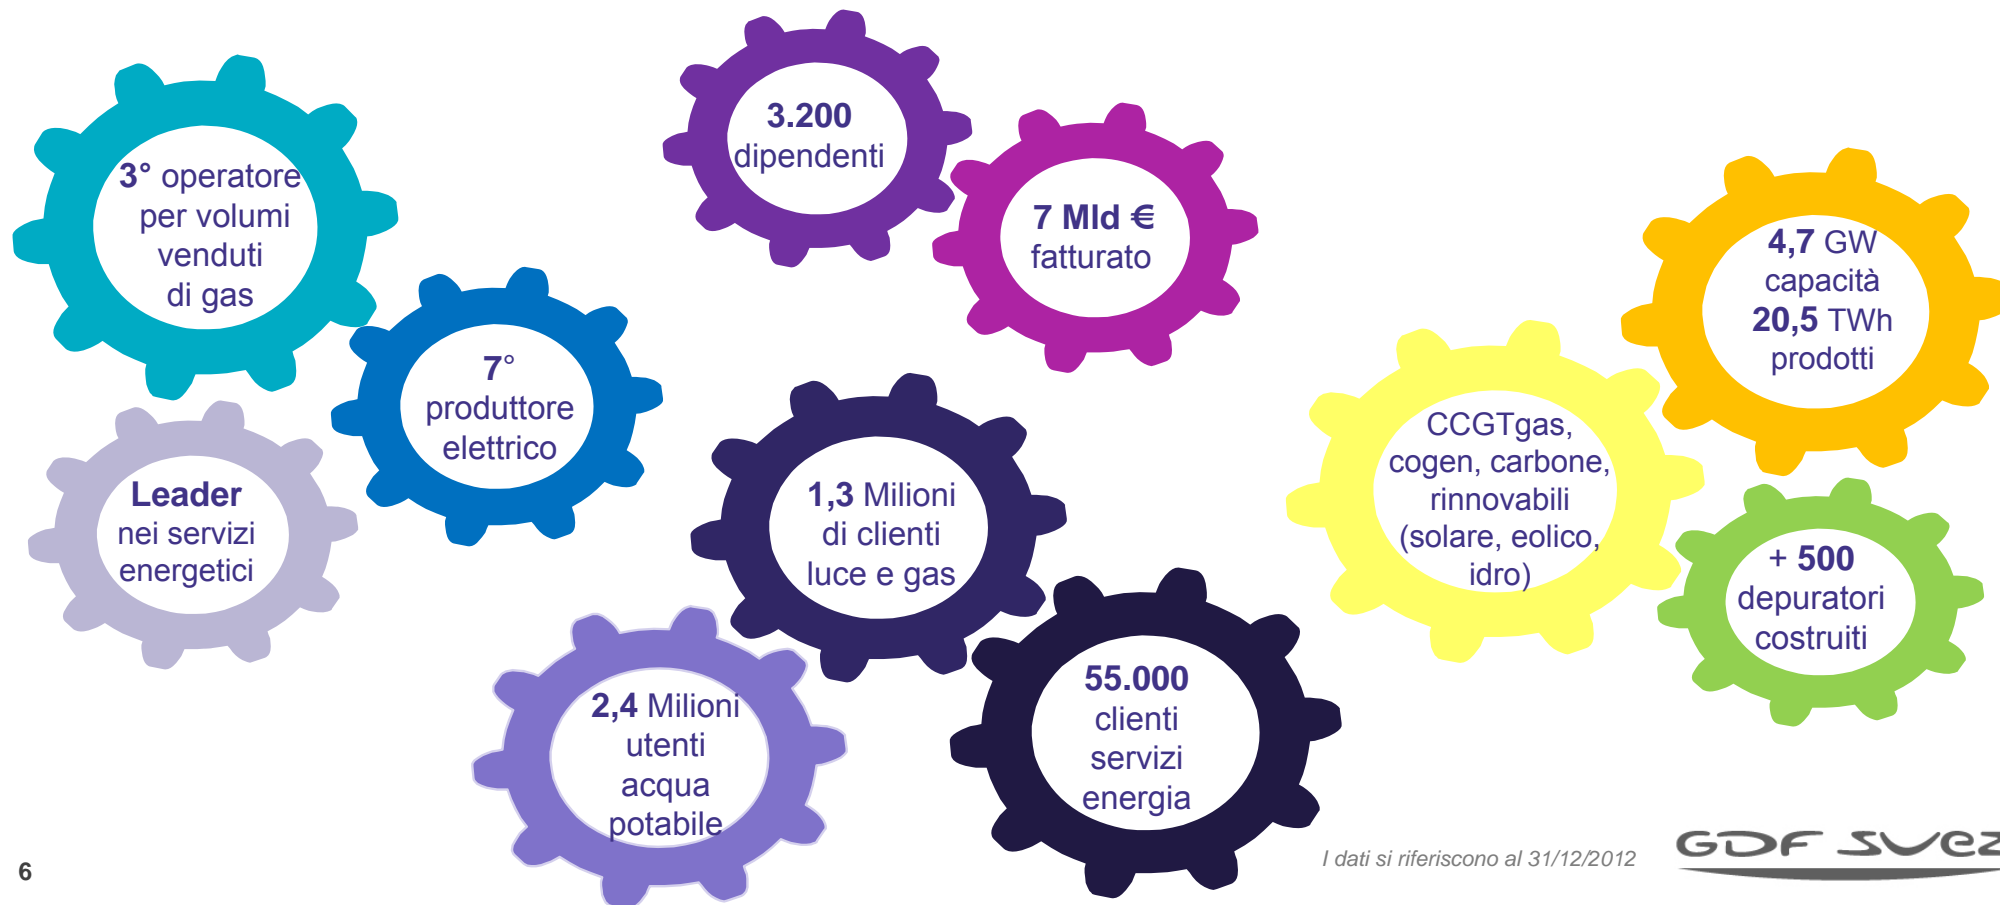 3° operatore
per volumi
venduti
di gas
7°
produttore
elettrico
Leader
nei servizi
energetici
3.200
dipendenti
7 Mld €
fatturato
1,3 Milioni
di clienti
luce e gas
2,4 Milioni
utenti
acqua
potabile
55.000
clienti
servizi
energia
4,7 GW
capacità
20,5 TWh
prodotti
CCGTgas,
cogen, carbone,
rinnovabili
(solare, eolico,
idro)
+ 500
depuratori
costruiti
I dati si riferiscono al 31/12/2012
GDF SUEZ
6